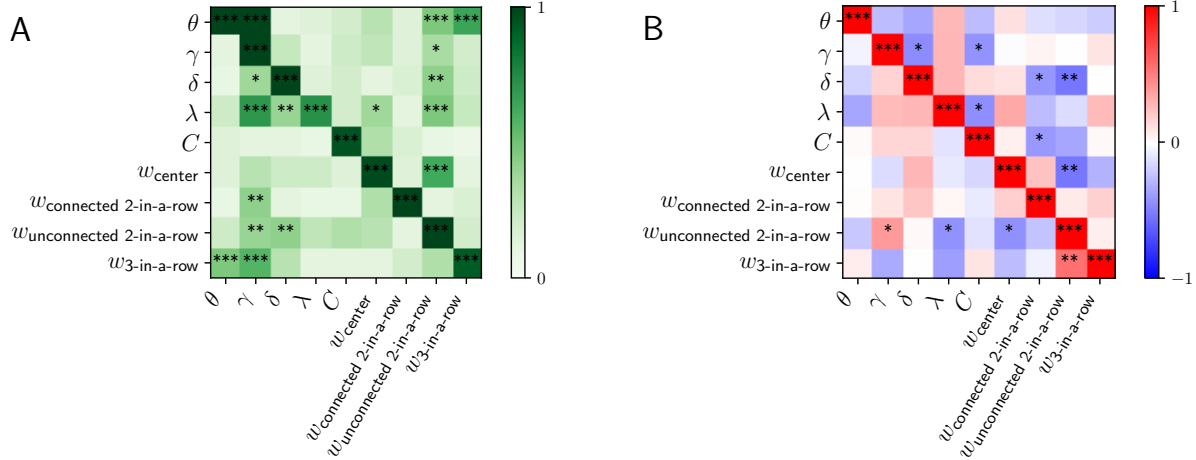 A
θ
γ
δ
λ
C
w_center
w_connected 2-in-a-row
w_unconnected 2-in-a-row
w_3-in-a-row
*** *** *** ***
*** *
* *** **
*** ** *** * ***
***
*** ***
** ***
** ** ***
*** *** ***
θ
γ
δ
λ
C
w_center
w_connected 2-in-a-row
w_unconnected 2-in-a-row
w_3-in-a-row
1
0
B
θ
γ
δ
λ
C
w_center
w_connected 2-in-a-row
w_unconnected 2-in-a-row
w_3-in-a-row
***
*** * *
*** * **
*** *
*** *
*** **
***
* * * ***
** ***
θ
γ
δ
λ
C
w_center
w_connected 2-in-a-row
w_unconnected 2-in-a-row
w_3-in-a-row
1
0
−1